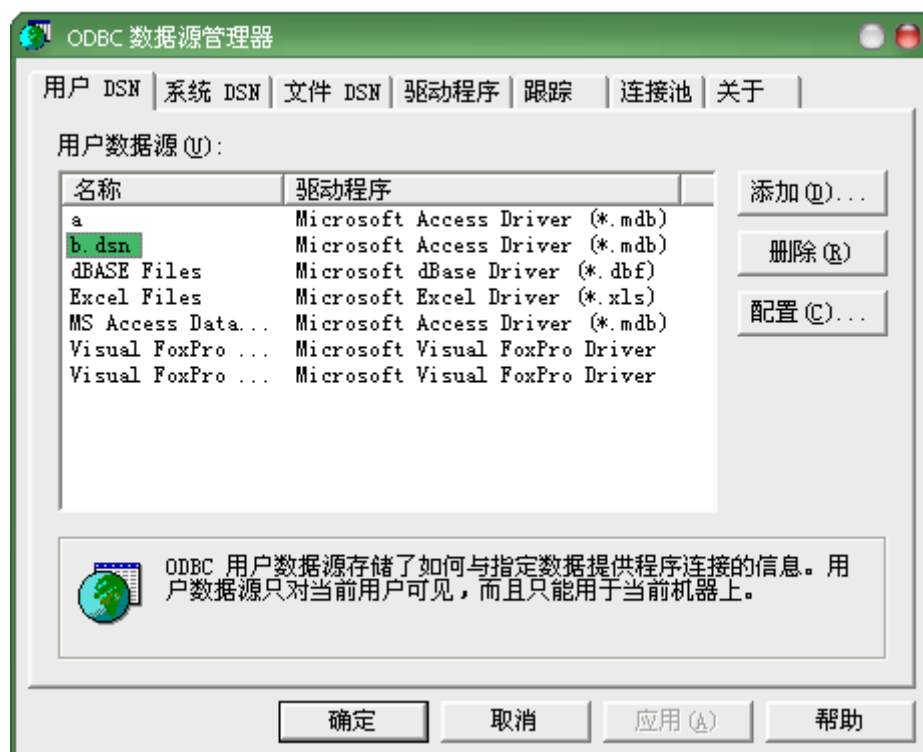 ODBC 数据源管理器
用户 DSN 系统 DSN 文件 DSN 驱动程序 跟踪 连接池 关于
用户数据源(U):
名称 驱动程序
添加(D)...
a Microsoft Access Driver (*.mdb)
b.dsn Microsoft Access Driver (*.mdb)
删除(R)
dBASE Files Microsoft dBase Driver (*.dbf)
Excel Files Microsoft Excel Driver (*.xls)
配置(C)...
MS Access Data... Microsoft Access Driver (*.mdb)
Visual FoxPro ... Microsoft Visual FoxPro Driver
Visual FoxPro ... Microsoft Visual FoxPro Driver
ODBC 用户数据源存储了如何与指定数据提供程序连接的信息。用
户数据源只对当前用户可见，而且只能用于当前机器上。
确定 取消 应用(A) 帮助